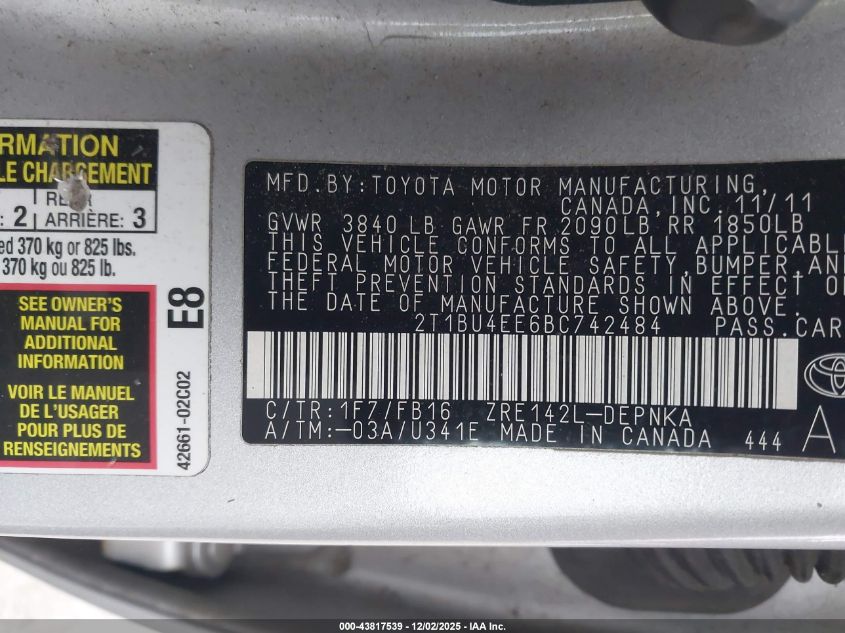 RMATION
LE CHARGEMENT
: 2 ARRIÈRE: 3
ed 370 kg or 825 lbs.
370 kg ou 825 lb.
SEE OWNER'S
MANUAL FOR
ADDITIONAL
INFORMATION
VOIR LE MANUEL
DE L'USAGER
POUR PLUS DE
RENSEIGNEMENTS
E8
42661-02C02
MFD.BY:TOYOTA MOTOR MANUFACTURING,
CANADA,INC. 11/11
GVWR 3840 LB GAWR FR 2090LB RR 1850LB
THIS VEHICLE CONFORMS TO ALL APPLICABLE
FEDERAL MOTOR VEHICLE SAFETY,BUMPER,AND
THEFT PREVENTION STANDARDS IN EFFECT O
THE DATE OF MANUFACTURE SHOWN ABOVE.
2T1BU4EE6BC742484 PASS.CAR
C/TR:1F7/FB16 ZRE142L-DEPNKA
A/TM:-03A/U341E MADE IN CANADA 444
A
000-43817539 - 12/02/2025 - IAA Inc.